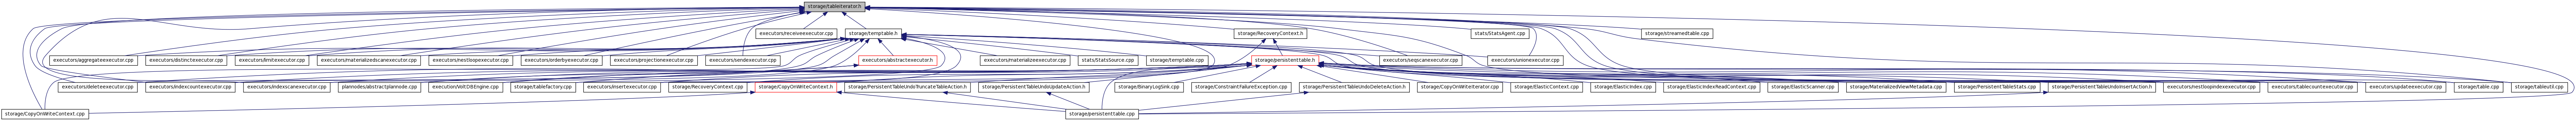 storage/tableiterator.h
executors/receiveexecutor.cpp
storage/temptable.h
storage/RecoveryContext.h
stats/StatsAgent.cpp
storage/streamedtable.cpp
executors/aggregateexecutor.cpp
executors/distinctexecutor.cpp
executors/limitexecutor.cpp
executors/materializedscanexecutor.cpp
executors/nestloopexecutor.cpp
executors/orderbyexecutor.cpp
executors/projectionexecutor.cpp
executors/sendexecutor.cpp
executors/abstractexecutor.h
executors/materializeexecutor.cpp
stats/StatsSource.cpp
storage/temptable.cpp
storage/persistenttable.h
executors/seqscanexecutor.cpp
executors/unionexecutor.cpp
executors/deleteexecutor.cpp
executors/indexcountexecutor.cpp
executors/indexscanexecutor.cpp
plannodes/abstractplannode.cpp
execution/VoltDBEngine.cpp
storage/tablefactory.cpp
executors/insertexecutor.cpp
storage/RecoveryContext.cpp
storage/CopyOnWriteContext.h
storage/PersistentTableUndoTruncateTableAction.h
storage/PersistentTableUndoUpdateAction.h
storage/BinaryLogSink.cpp
storage/ConstraintFailureException.cpp
storage/PersistentTableUndoDeleteAction.h
storage/CopyOnWriteIterator.cpp
storage/ElasticContext.cpp
storage/ElasticIndex.cpp
storage/ElasticIndexReadContext.cpp
storage/ElasticScanner.cpp
storage/MaterializedViewMetadata.cpp
storage/PersistentTableStats.cpp
storage/PersistentTableUndoInsertAction.h
executors/nestloopindexexecutor.cpp
executors/tablecountexecutor.cpp
executors/updateexecutor.cpp
storage/table.cpp
storage/tableutil.cpp
storage/CopyOnWriteContext.cpp
storage/persistenttable.cpp